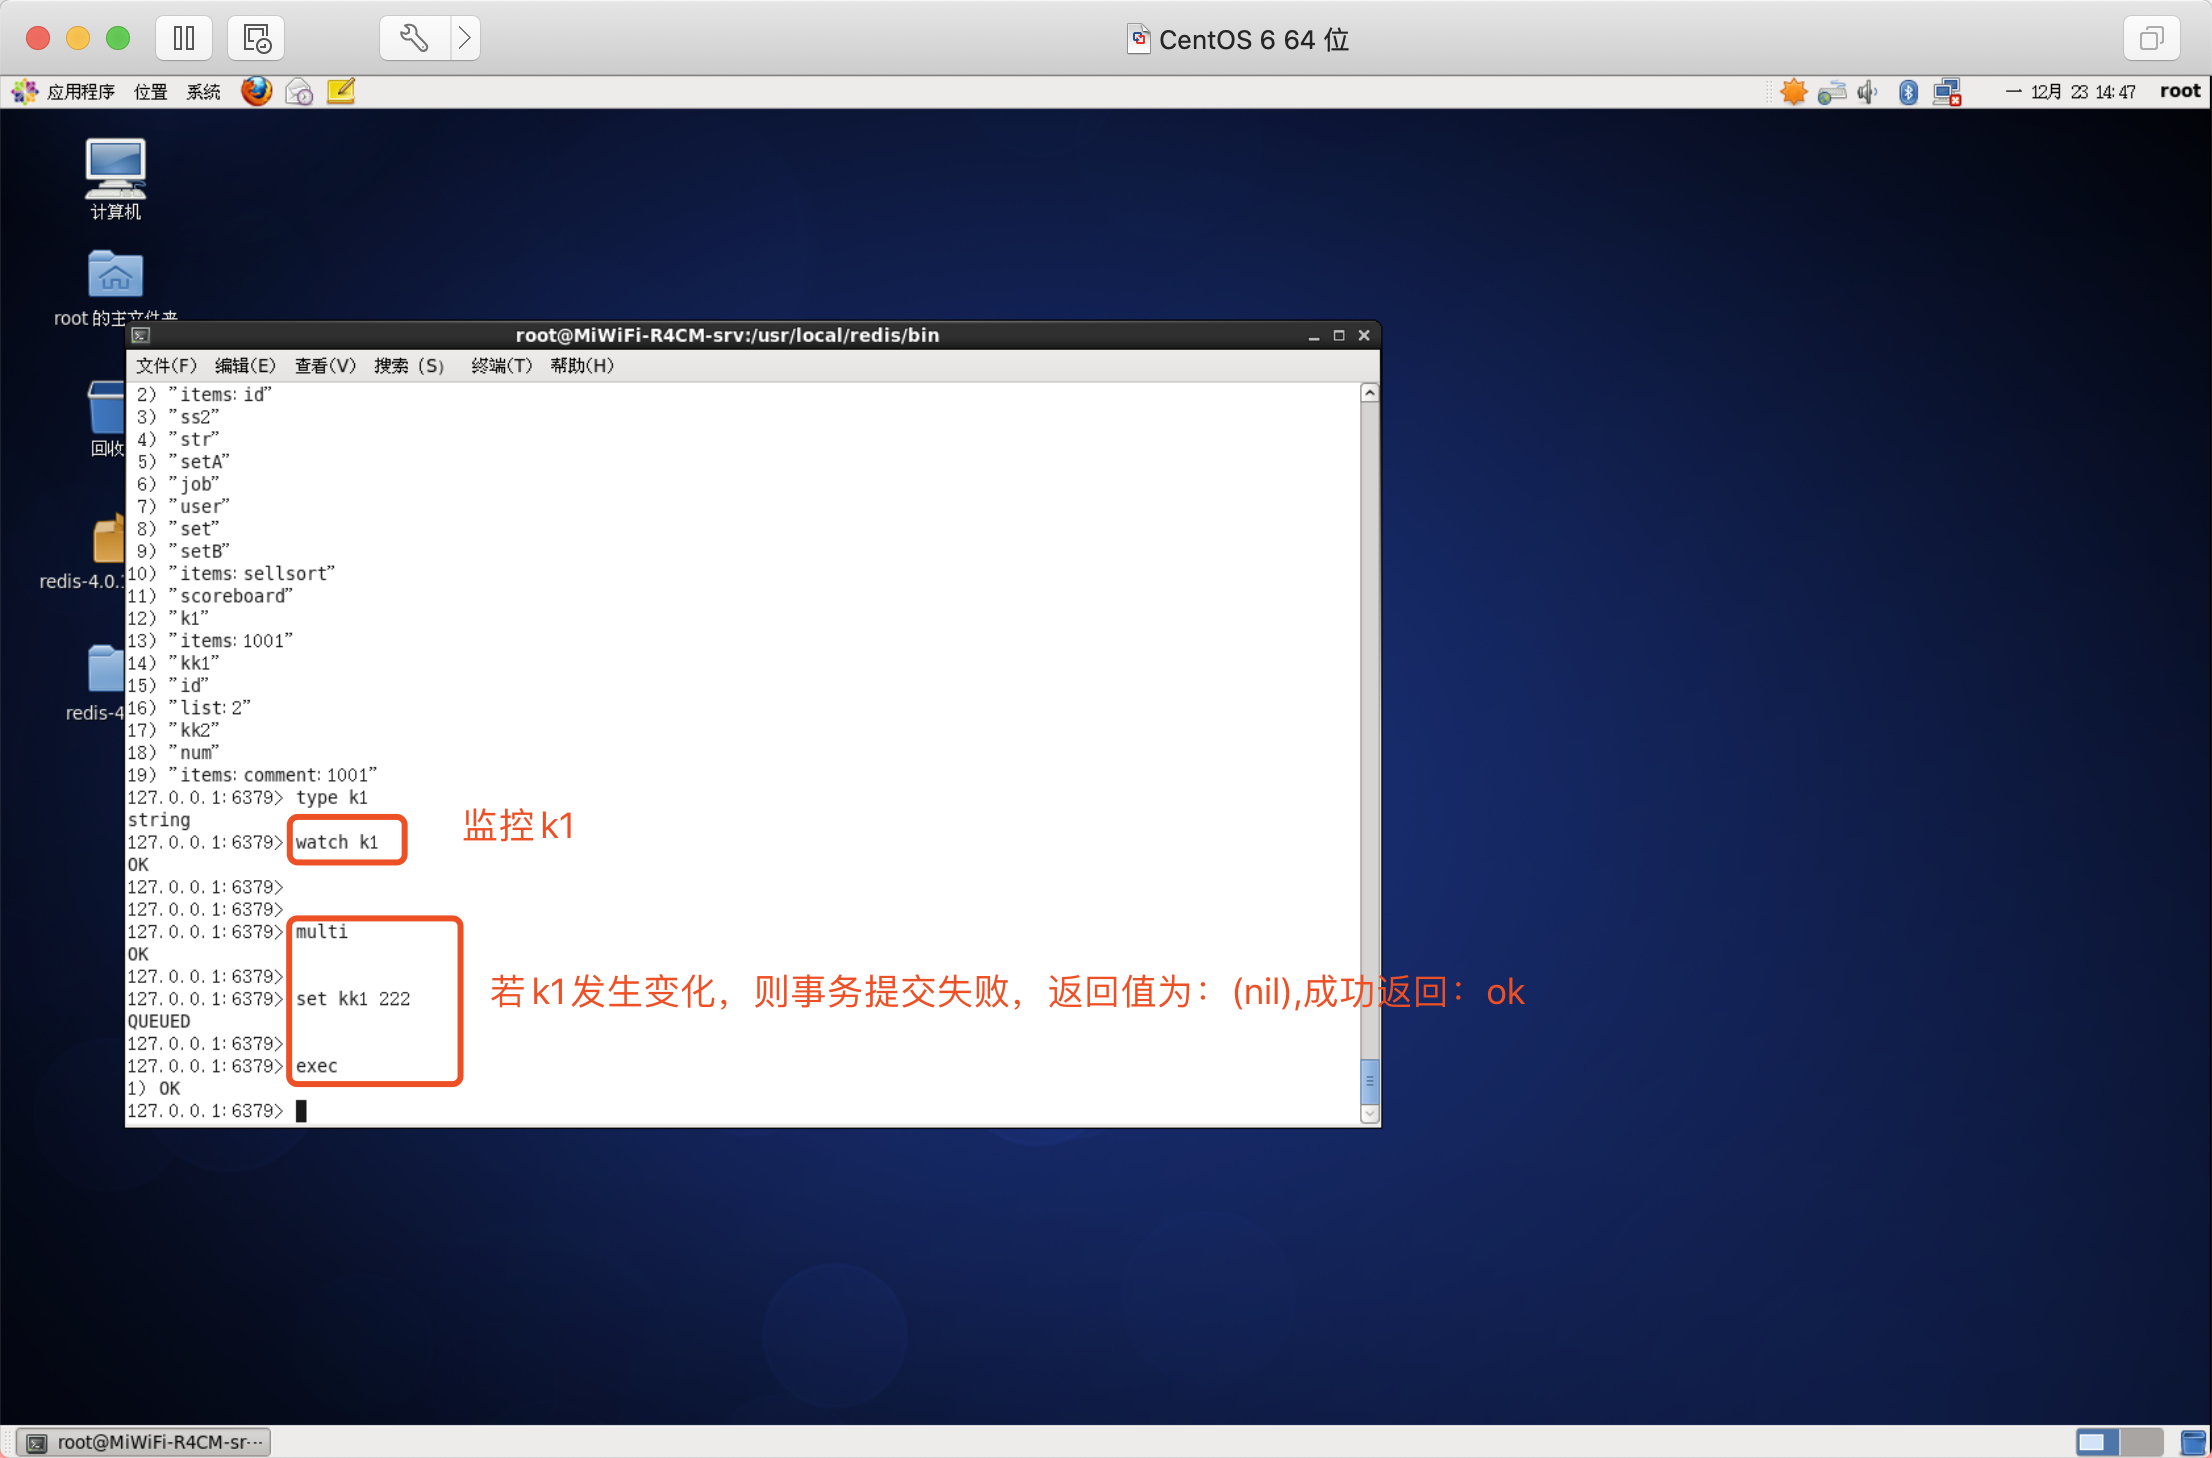 CentOS 6 64 位
应用程序 位置 系统
一 12月 23 14:47 root
计算机
root 的主文件夹
root@MiWiFi-R4CM-srv:/usr/local/redis/bin
文件(F) 编辑(E) 查看(V) 搜索 (S) 终端(T) 帮助(H)
2) "items:id"
3) "ss2"
4) "str"
回收
5) "setA"
6) "job"
7) "user"
8) "set"
9) "setB"
redis-4.0.
10) "items:sellsort"
11) "scoreboard"
12) "k1"
13) "items:1001"
14) "kk1"
15) "id"
redis-4
16) "list:2"
17) "kk2"
18) "num"
19) "items:comment:1001"
127.0.0.1:6379> type k1
string
监控k1
127.0.0.1:6379> watch k1
OK
127.0.0.1:6379>
127.0.0.1:6379>
127.0.0.1:6379> multi
OK
127.0.0.1:6379>
若k1发生变化，则事务提交失败，返回值为：(nil),成功返回：ok
127.0.0.1:6379> set kk1 222
QUEUED
127.0.0.1:6379>
127.0.0.1:6379> exec
1) OK
127.0.0.1:6379>
root@MiWiFi-R4CM-sr···